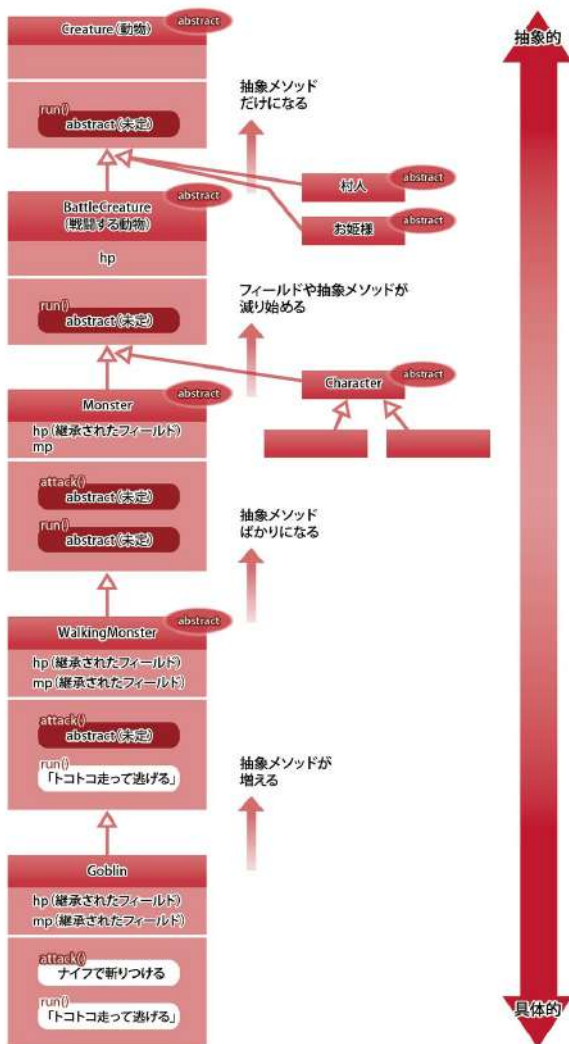 Creature(動物)
abstract
抽象的
run()
abstract(未定)
抽象メソッド
だけになる
村人
abstract
お姫様
abstract
BattleCreature
(戦闘する動物)
abstract
hp
run()
abstract(未定)
フィールドや抽象メソッドが
減り始める
Character
abstract
Monster
abstract
hp(継承されたフィールド)
mp
attack()
abstract(未定)
run()
abstract(未定)
抽象メソッド
ばかりになる
WalkingMonster
abstract
hp(継承されたフィールド)
mp(継承されたフィールド)
attack()
abstract(未定)
run()
「トコトコ走って逃げる」
抽象メソッドが
増える
Goblin
hp(継承されたフィールド)
mp(継承されたフィールド)
attack()
ナイフで斬りつける
run()
「トコトコ走って逃げる」
具体的